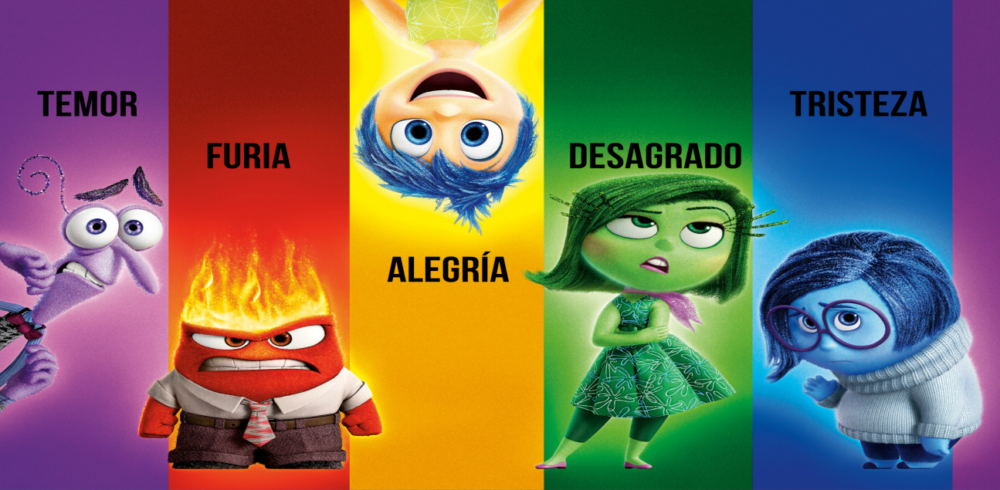 TEMOR
FURIA
ALEGRÍA
DESAGRADO
TRISTEZA